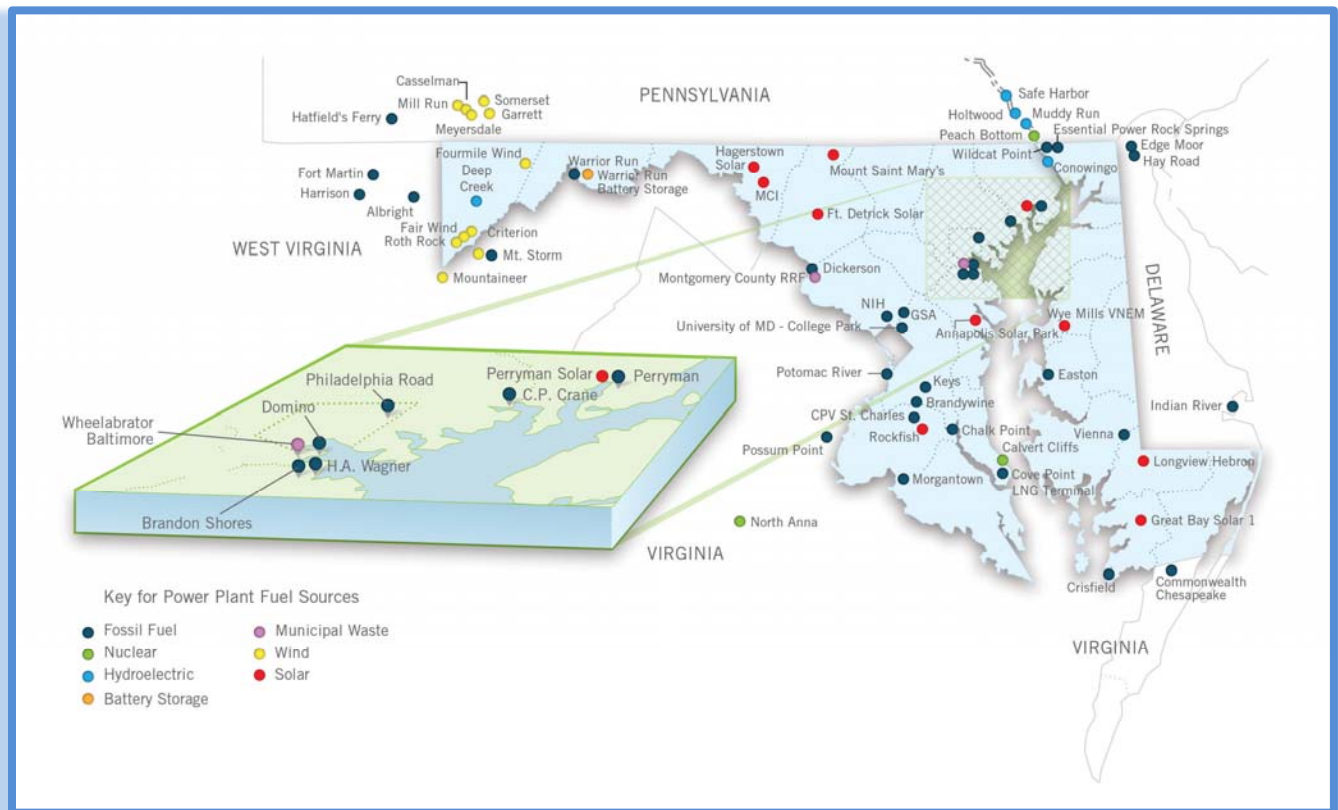 Casselman
Mill Run
Somerset
Garrett
Meyersdale
Hatfield's Ferry
PENNSYLVANIA
Safe Harbor
Holtwood
Muddy Run
Peach Bottom
Essential Power Rock Springs
Wildcat Point
Edge Moor
Hay Road
Conowingo
Fourmile Wind
Deep
Creek
Warrior Run
Warrior Run
Battery Storage
Hagerstown
Solar
MCI
Mount Saint Mary's
Ft. Detrick Solar
Fort Martin
Harrison
Albright
Fair Wind
Roth Rock
Criterion
WEST VIRGINIA
Mt. Storm
Mountaineer
Dickerson
Montgomery County RRF
DELAWARE
NIH
GSA
University of MD - College Park
Annapolis Solar Park
Wye Mills VNEM
Potomac River
Keys
Easton
Brandywine
CPV St. Charles
Rockfish
Chalk Point
Indian River
Vienna
Possum Point
Calvert Cliffs
Cove Point
LNG Terminal
Longview Hebron
Morgantown
Great Bay Solar 1
North Anna
VIRGINIA
Crisfield
Commonwealth
Chesapeake
VIRGINIA
Philadelphia Road
Perryman Solar
Perryman
C.P. Crane
Domino
Wheelabrator
Baltimore
H.A. Wagner
Brandon Shores
Key for Power Plant Fuel Sources
Fossil Fuel
Nuclear
Hydroelectric
Battery Storage
Municipal Waste
Wind
Solar